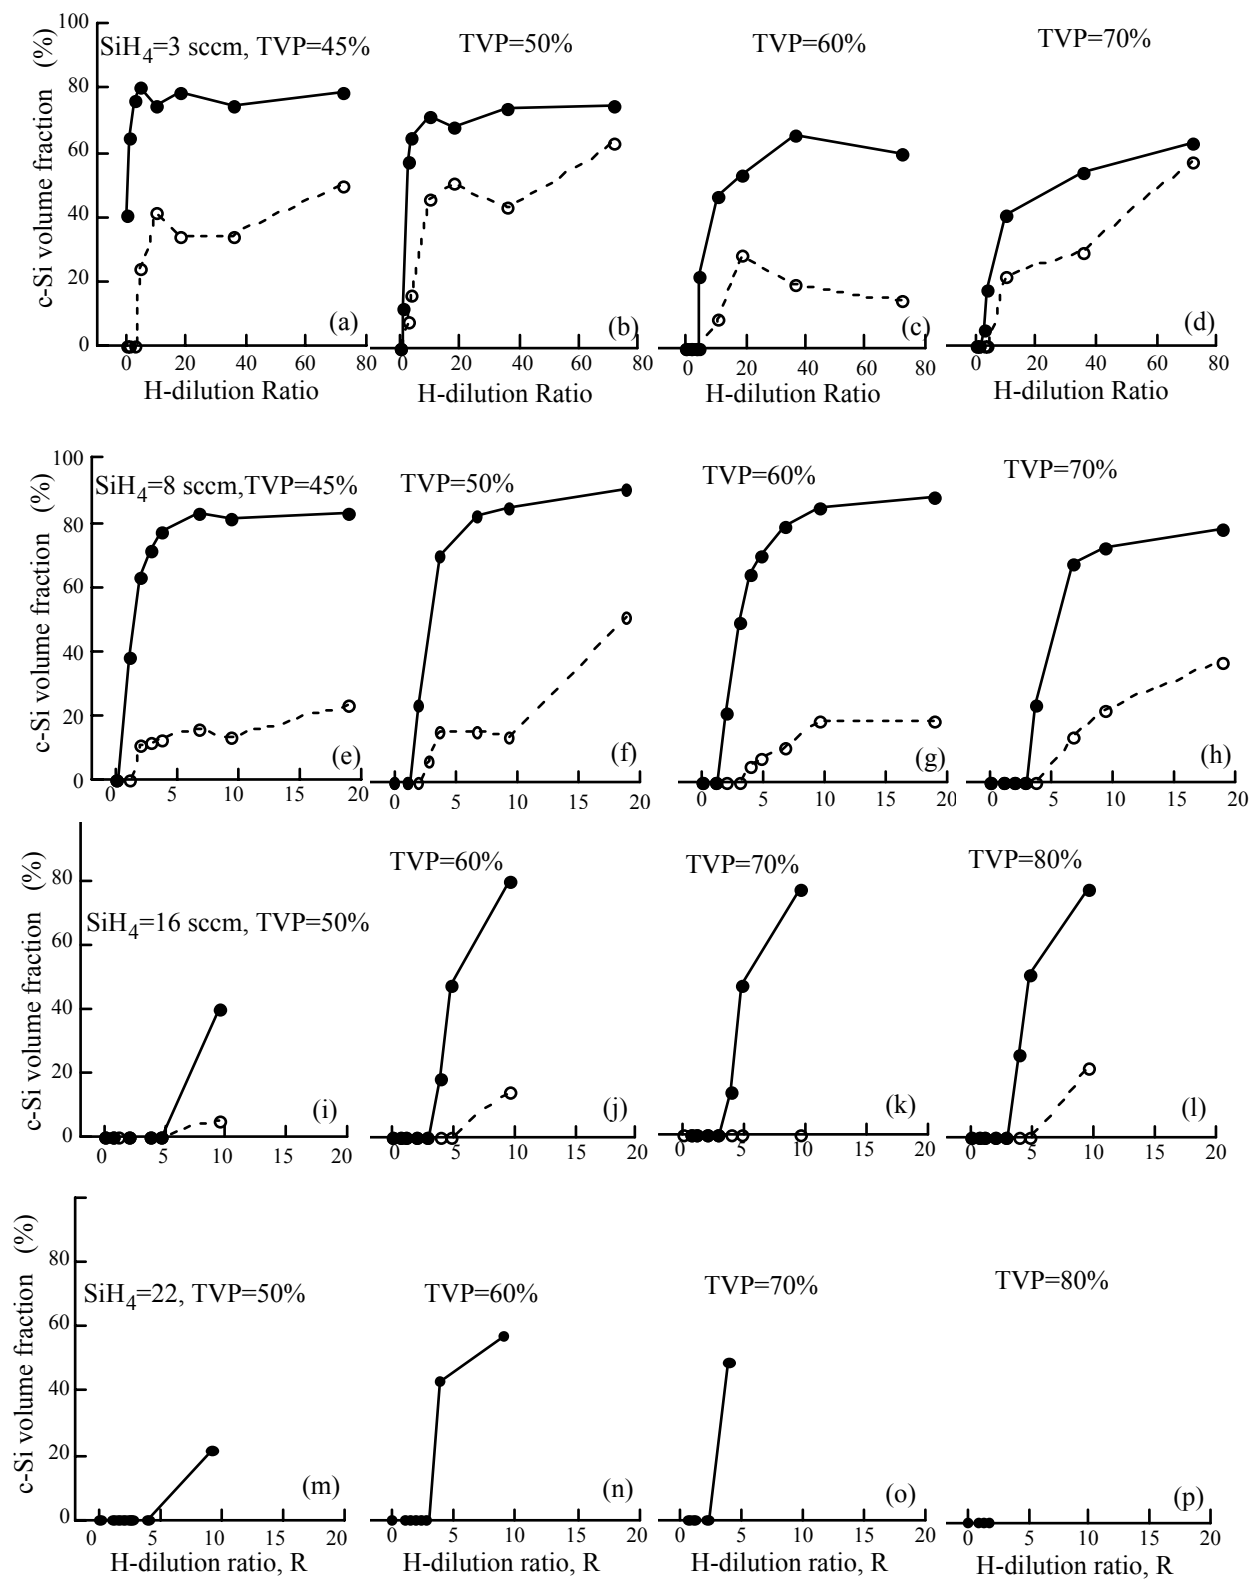 100
80
60
40
20
0
c-Si volume fraction (%)
SiH4=3 sccm, TVP=45%
TVP=50%
TVP=60%
TVP=70%
(a)
(b)
(c)
(d)
0 20 40 60 80
0 20 40 60 80
0 20 40 60 80
0 20 40 60 80
H-dilution Ratio
H-dilution Ratio
H-dilution Ratio
H-dilution Ratio
100
80
60
40
20
0
c-Si volume fraction (%)
SiH4=8 sccm,TVP=45%
TVP=50%
TVP=60%
TVP=70%
(e)
(f)
(g)
(h)
0 5 10 15 20
0 5 10 15 20
0 5 10 15 20
0 5 10 15 20
80
60
40
20
0
c-Si volume fraction (%)
SiH4=16 sccm, TVP=50%
TVP=60%
TVP=70%
TVP=80%
(i)
(j)
(k)
(l)
0 5 10 15 20
0 5 10 15 20
0 5 10 15 20
0 5 10 15 20
80
60
40
20
0
c-Si volume fraction (%)
SiH4=22, TVP=50%
TVP=60%
TVP=70%
TVP=80%
(m)
(n)
(o)
(p)
0 5 10 15 20
0 5 10 15 20
0 5 10 15 20
0 5 10 15 20
H-dilution ratio, R
H-dilution ratio, R
H-dilution ratio, R
H-dilution ratio, R